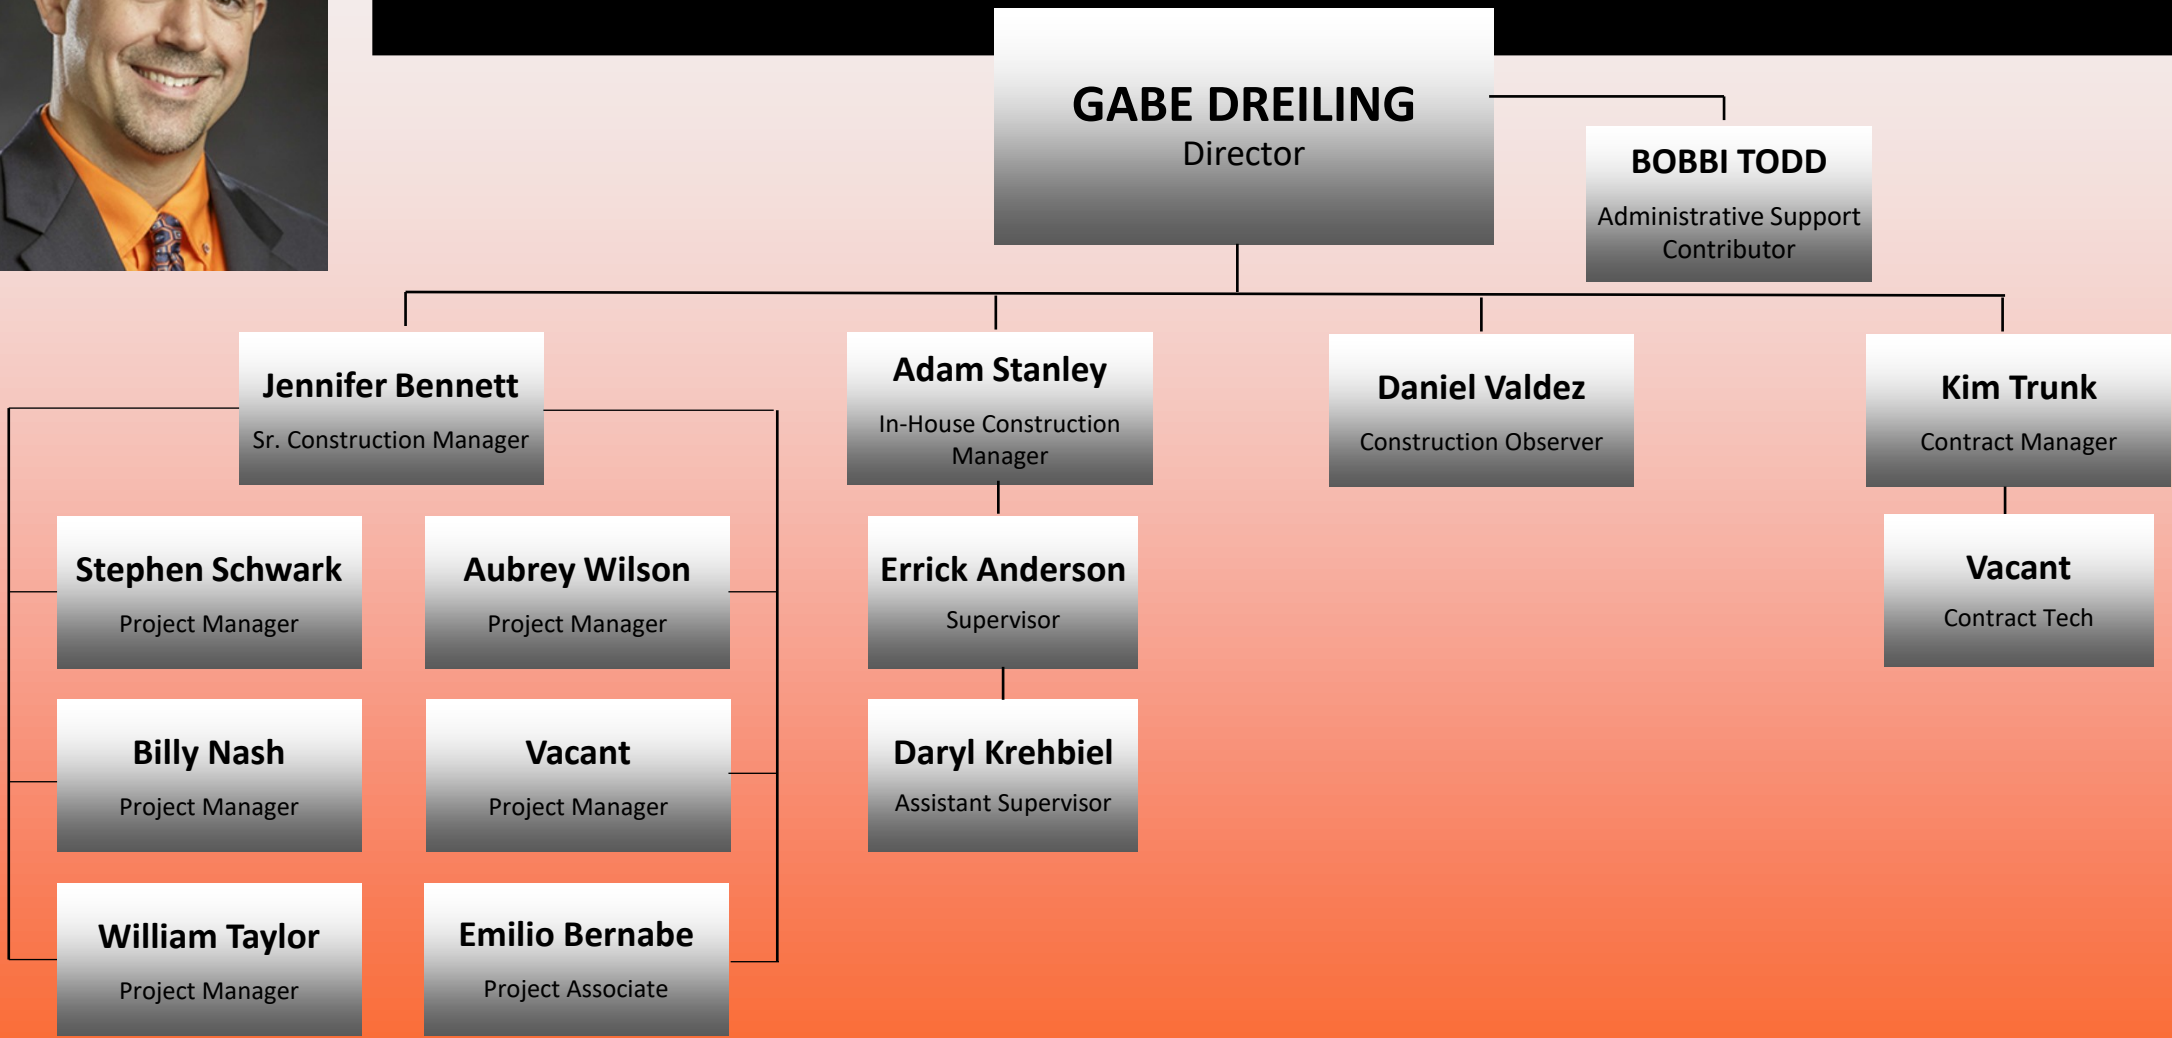 GABE DREILING
Director
BOBBI TODD
Administrative Support
Contributor
Jennifer Bennett
Sr. Construction Manager
Adam Stanley
In-House Construction
Manager
Daniel Valdez
Construction Observer
Kim Trunk
Contract Manager
Stephen Schwark
Project Manager
Aubrey Wilson
Project Manager
Errick Anderson
Supervisor
Vacant
Contract Tech
Billy Nash
Project Manager
Vacant
Project Manager
Daryl Krehbiel
Assistant Supervisor
William Taylor
Project Manager
Emilio Bernabe
Project Associate